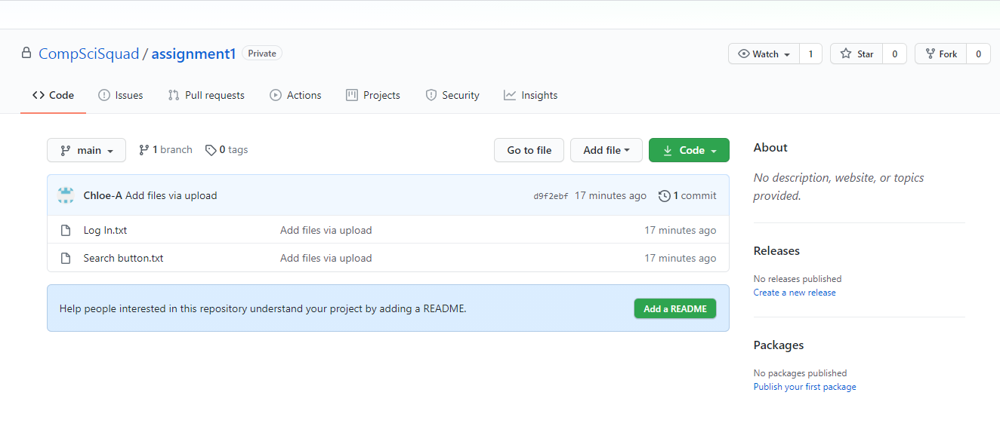 CompSciSquad / assignment1 Private
Watch 1 Star 0 Fork 0
Code Issues Pull requests Actions Projects Security Insights
main 1 branch 0 tags Go to file Add file Code
Chloe-A Add files via upload d9f2ebf 17 minutes ago 1 commit
Log In.txt Add files via upload 17 minutes ago
Search button.txt Add files via upload 17 minutes ago
Help people interested in this repository understand your project by adding a README. Add a README
About
No description, website, or topics
provided.
Releases
No releases published
Create a new release
Packages
No packages published
Publish your first package